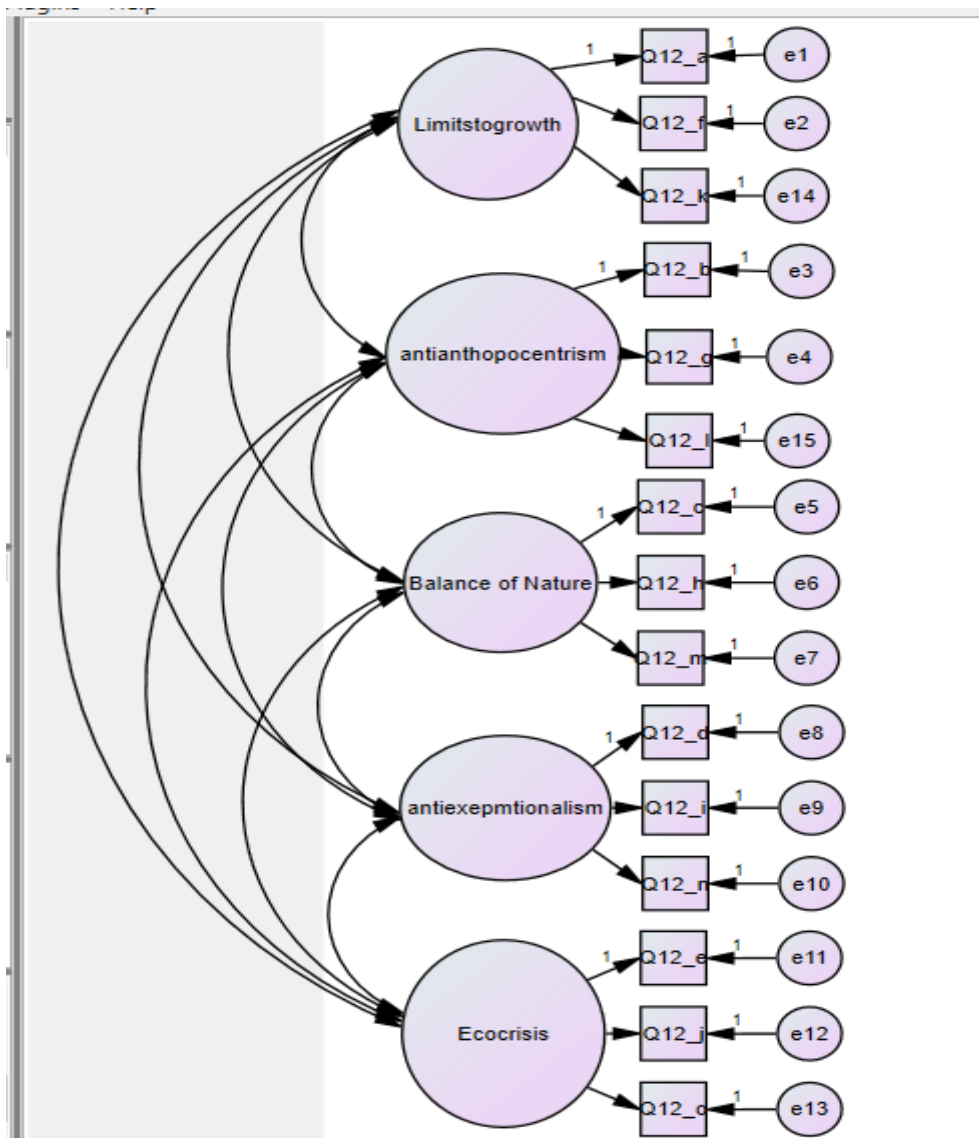 1
Q12_a
1
e1
Limitstogrowth
Q12_f
1
e2
Q12_k
1
e14
1
Q12_b
1
e3
antianthopocentrism
Q12_g
1
e4
Q12_l
1
e15
1
Q12_c
1
e5
Balance of Nature
Q12_h
1
e6
Q12_m
1
e7
1
Q12_d
1
e8
antiexepmtionalism
Q12_i
1
e9
Q12_n
1
e10
1
Q12_e
1
e11
Ecocrisis
Q12_j
1
e12
Q12_o
1
e13